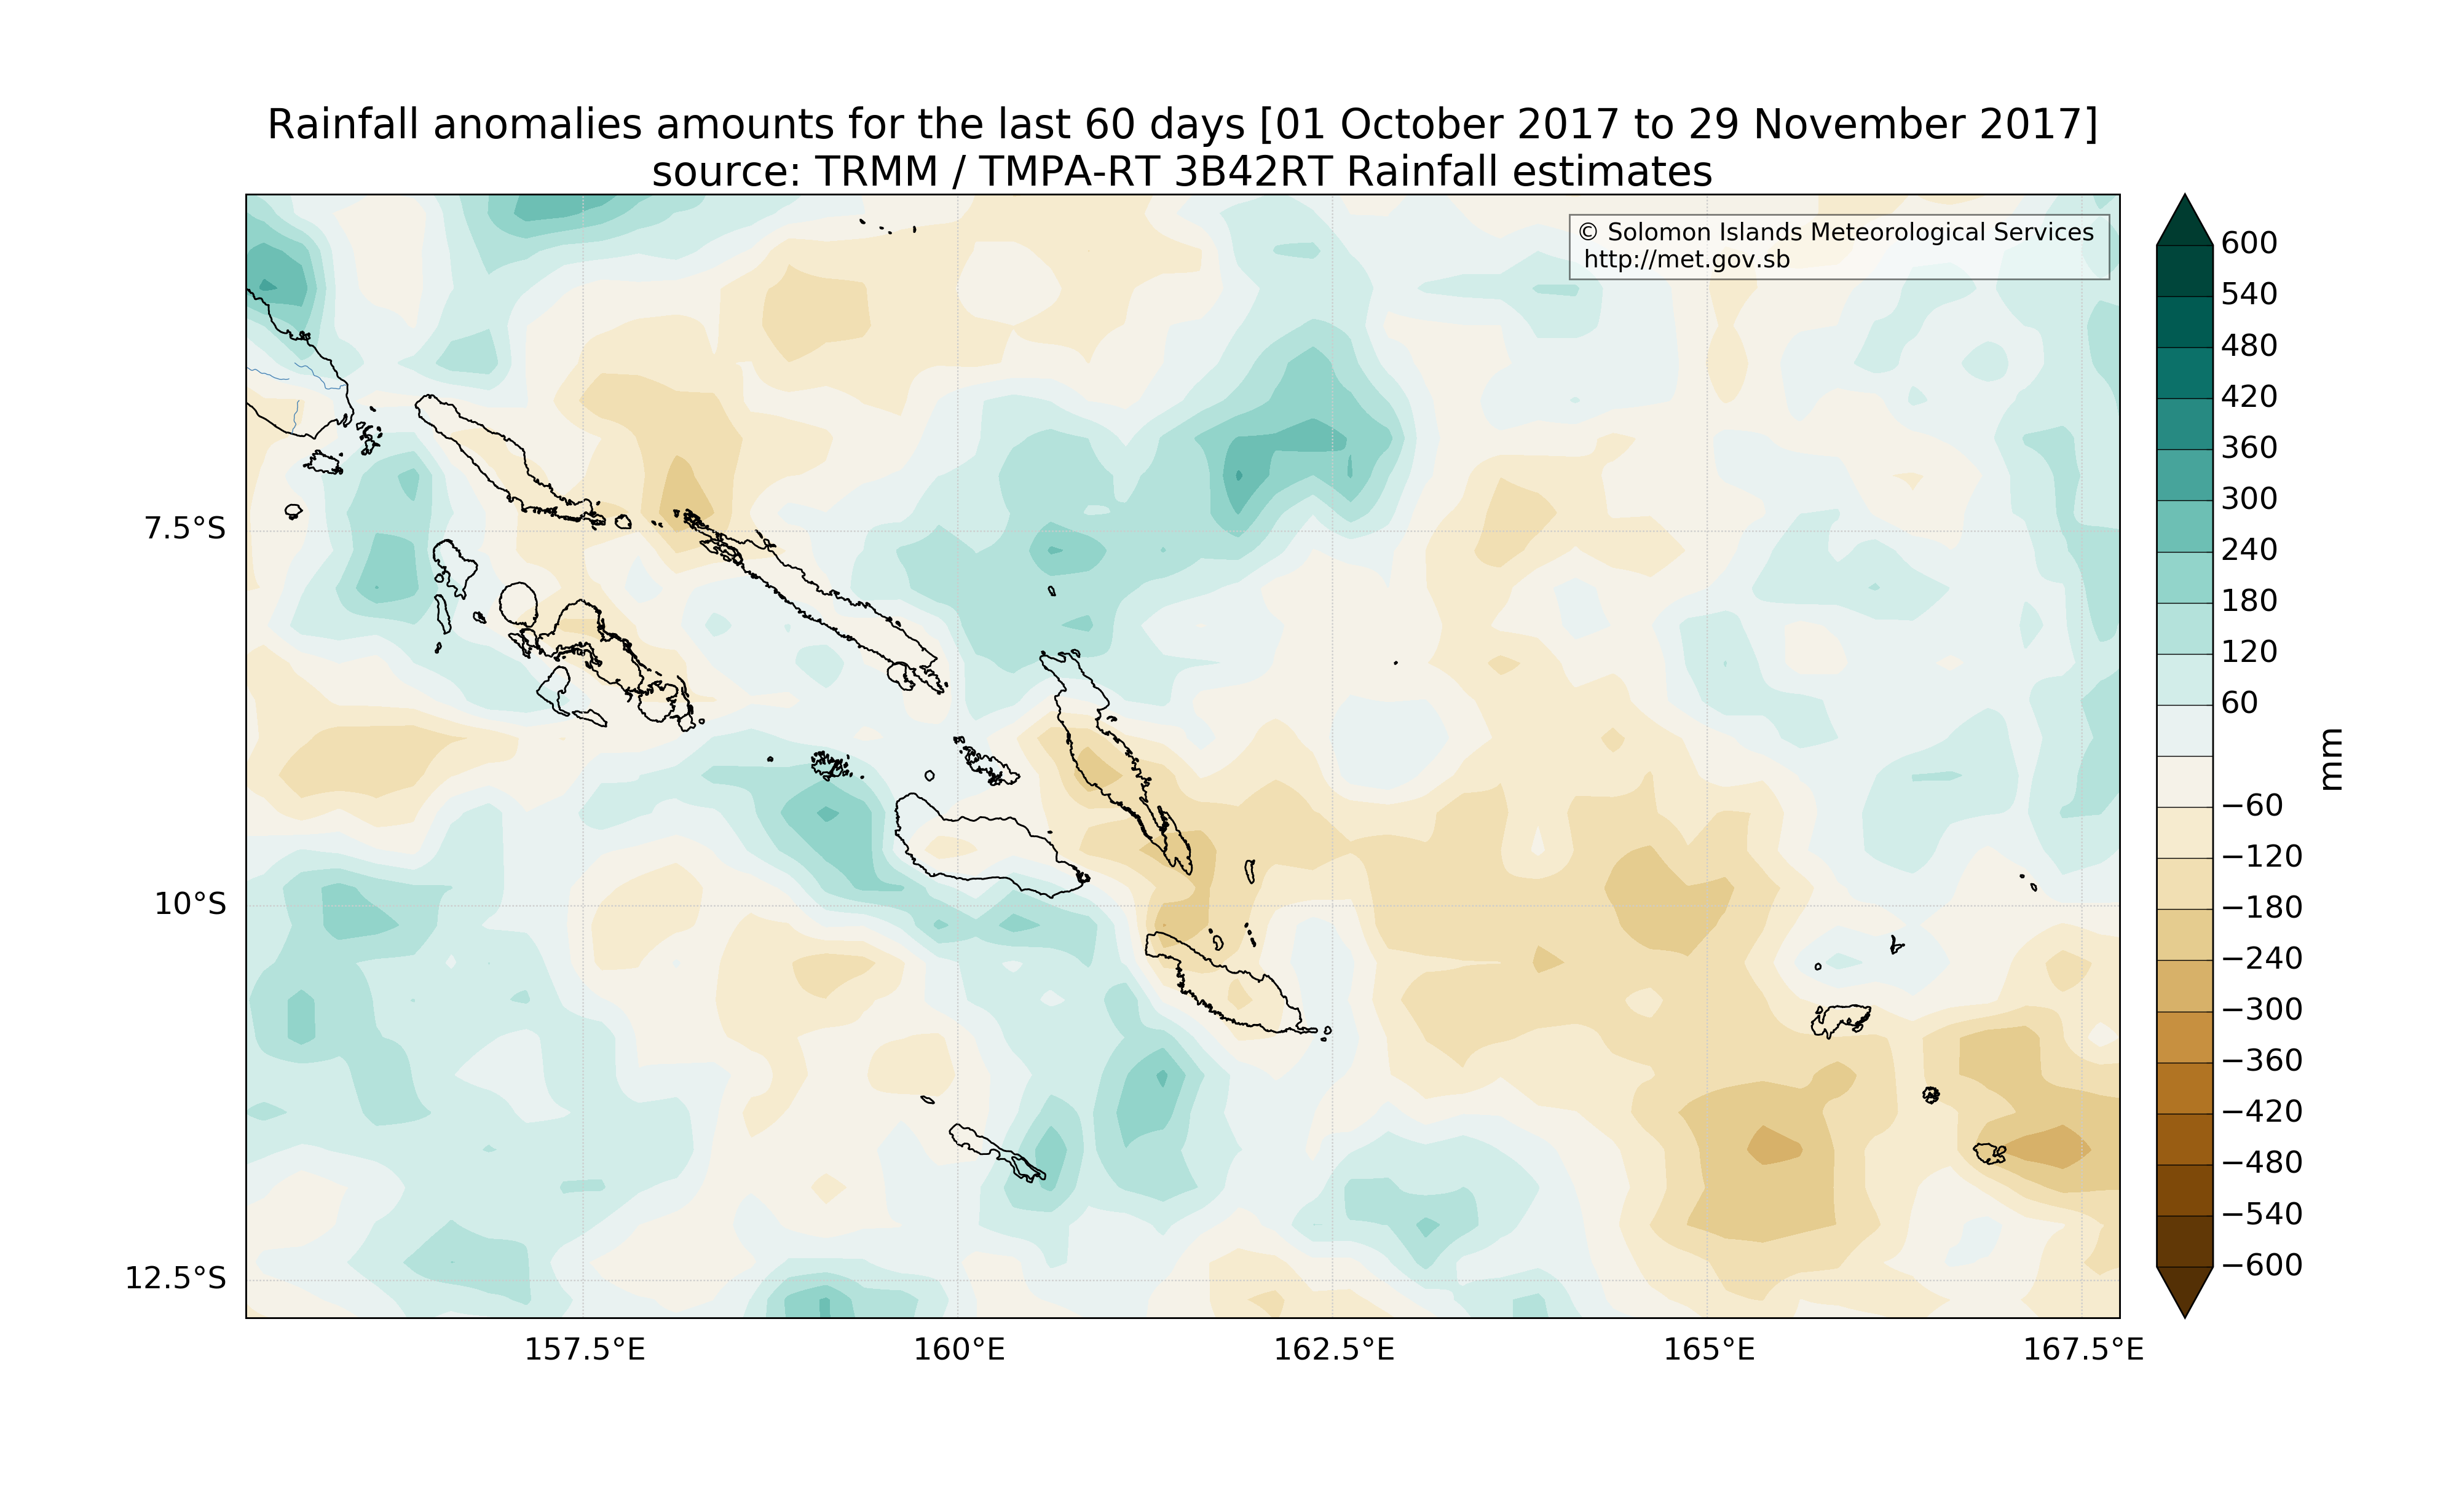 Rainfall anomalies amounts for the last 60 days [01 October 2017 to 29 November 2017]
source: TRMM / TMPA-RT 3B42RT Rainfall estimates
© Solomon Islands Meteorological Services
http://met.gov.sb
7.5°S
10°S
12.5°S
157.5°E
160°E
162.5°E
165°E
167.5°E
600
540
480
420
360
300
240
180
120
60
−60
−120
−180
−240
−300
−360
−420
−480
−540
−600
mm